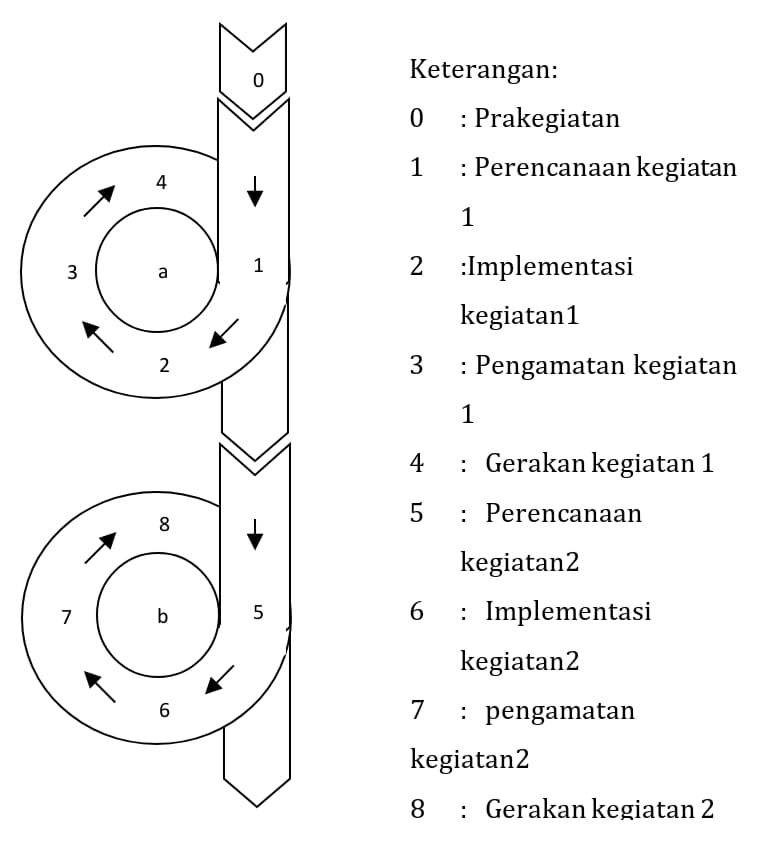 0
4
3
a
1
2
8
7
b
5
6
Keterangan:
0 : Prakegiatan
1 : Perencanaan kegiatan
1
2 :Implementasi
kegiatan1
3 : Pengamatan kegiatan
1
4 : Gerakan kegiatan 1
5 : Perencanaan
kegiatan2
6 : Implementasi
kegiatan2
7 : pengamatan
kegiatan2
8 : Gerakan kegiatan 2